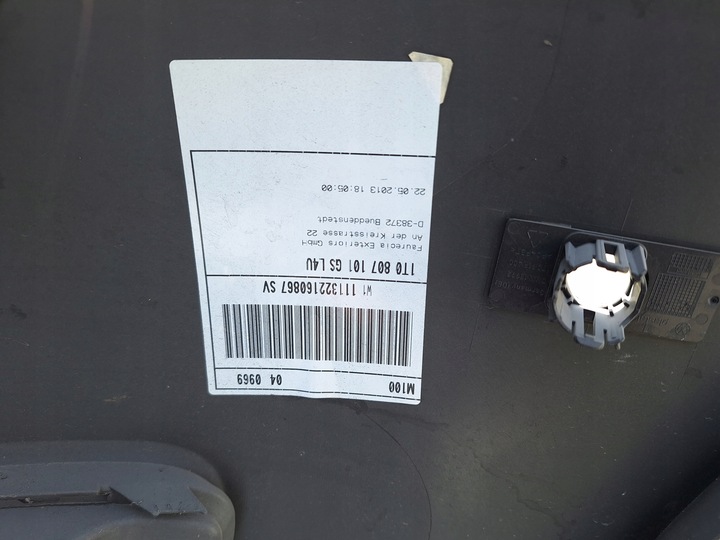 M100 04 0969
W1 111322160867 SV
1T0 807 101 GS L4U
Faurecia Exteriors GmbH
An der Kreisstrasse 22
D-38372 Bueddenstedt
22.05.2013 18:05:00